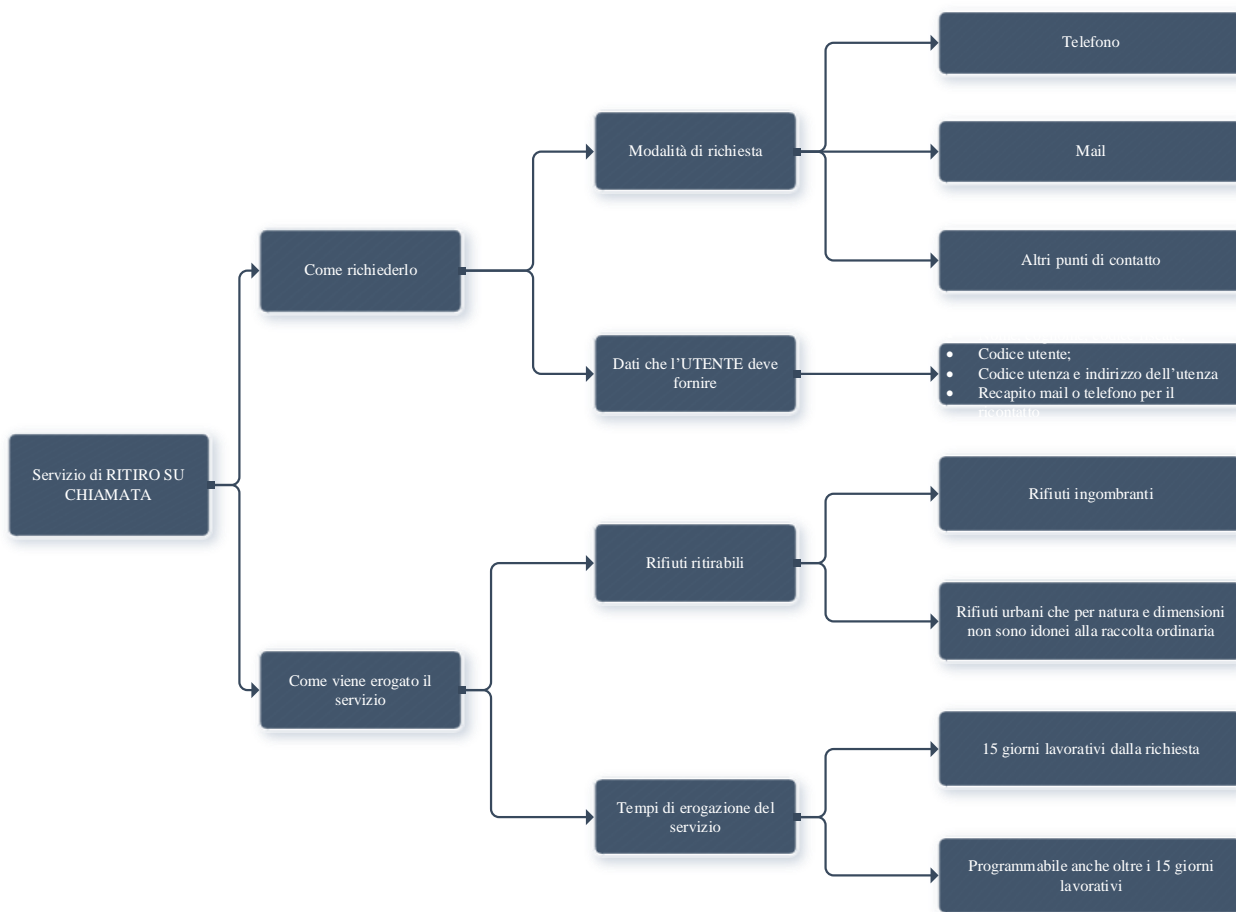 Telefono
Modalità di richiesta
Mail
Come richiederlo
Altri punti di contatto
Dati che l’UTENTE deve
fornire
• Codice utente;
• Codice utenza e indirizzo dell’utenza
• Recapito mail o telefono per il
ricontatto
Servizio di RITIRO SU
CHIAMATA
Rifiuti ingombranti
Rifiuti ritirabili
Rifiuti urbani che per natura e dimensioni
non sono idonei alla raccolta ordinaria
Come viene erogato il
servizio
15 giorni lavorativi dalla richiesta
Tempi di erogazione del
servizio
Programmabile anche oltre i 15 giorni
lavorativi